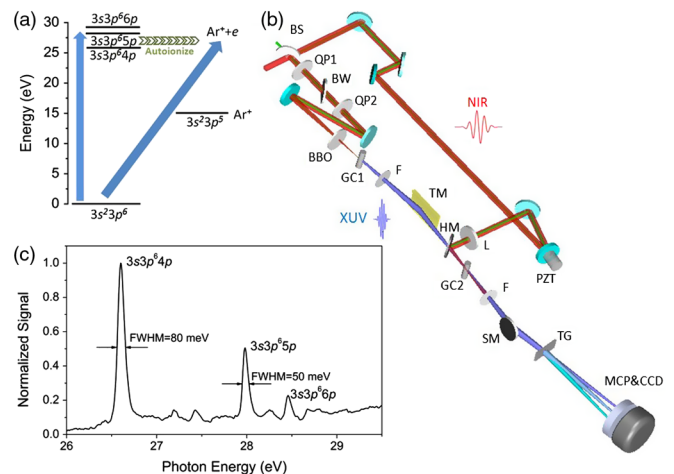 (a)
30
25
20
15
10
5
0
Energy (eV)
3s3p⁶6p
3s3p⁶5p
3s3p⁶4p
Autoionize
Ar⁺+e
Ar⁺
3s²3p⁵
3s²3p⁶
(b)
BS
QP1
BW
QP2
BBO
GC1
F
TM
XUV
NIR
HM
L
PZT
GC2
F
SM
TG
MCP&CCD
(c)
1.0
0.8
0.6
0.4
0.2
0.0
Normalized Signal
3s3p⁶4p
FWHM=80 meV
3s3p⁶5p
FWHM=50 meV
3s3p⁶6p
26 27 28 29
Photon Energy (eV)